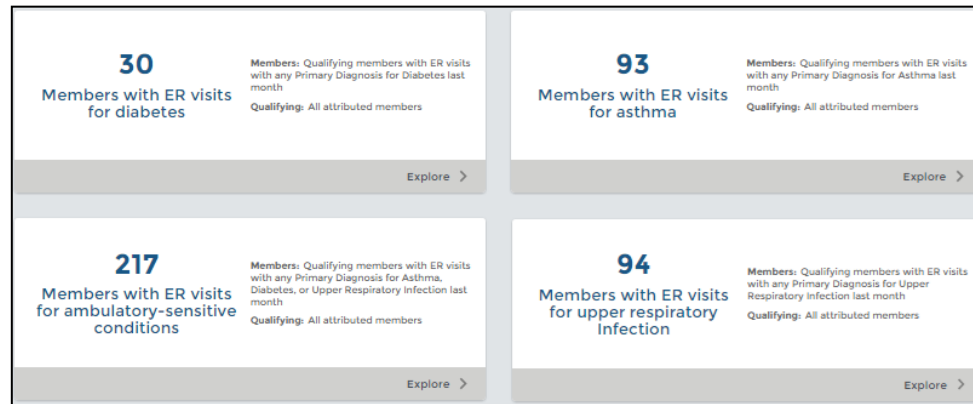 30
Members with ER visits
for diabetes
Members: Qualifying members with ER visits
with any Primary Diagnosis for Diabetes last
month
Qualifying: All attributed members
Explore >
93
Members with ER visits
for asthma
Members: Qualifying members with ER visits
with any Primary Diagnosis for Asthma last
month
Qualifying: All attributed members
Explore >
217
Members with ER visits
for ambulatory-sensitive
conditions
Members: Qualifying members with ER visits
with any Primary Diagnosis for Asthma,
Diabetes, or Upper Respiratory Infection last
month
Qualifying: All attributed members
Explore >
94
Members with ER visits
for upper respiratory
Infection
Members: Qualifying members with ER visits
with any Primary Diagnosis for Upper
Respiratory Infection last month
Qualifying: All attributed members
Explore >